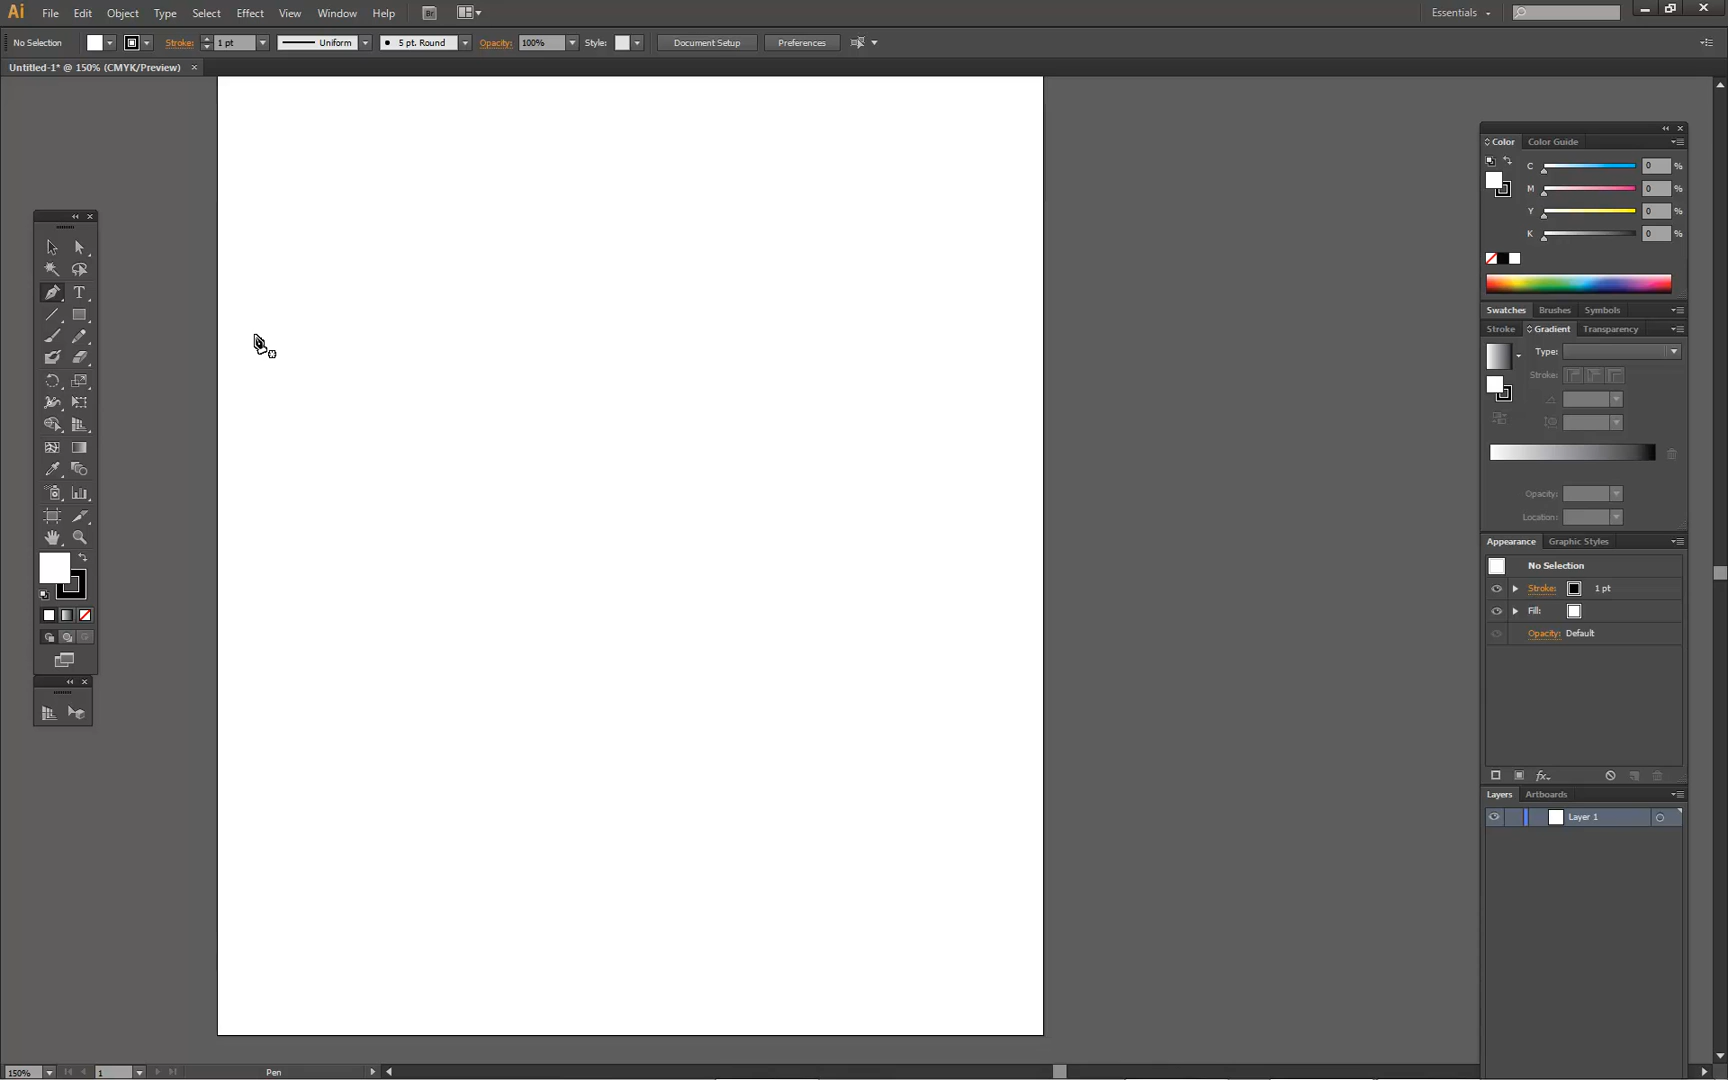 Ai File Edit Object Type Select Effect View Window Help Br Essentials
No Selection Stroke: 1 pt Uniform 5 pt. Round Opacity: 100% Style: Document Setup Preferences
Untitled-1* @ 150% (CMYK/Preview)
Color Color Guide
C 0 %
M 0 %
Y 0 %
K 0 %
T
Swatches Brushes Symbols
Stroke Gradient Transparency
Type:
Stroke:
Opacity:
Location:
Appearance Graphic Styles
No Selection
Stroke: 1 pt
Fill:
Opacity: Default
fx
Layers Artboards
Layer 1
150% 1 Pen